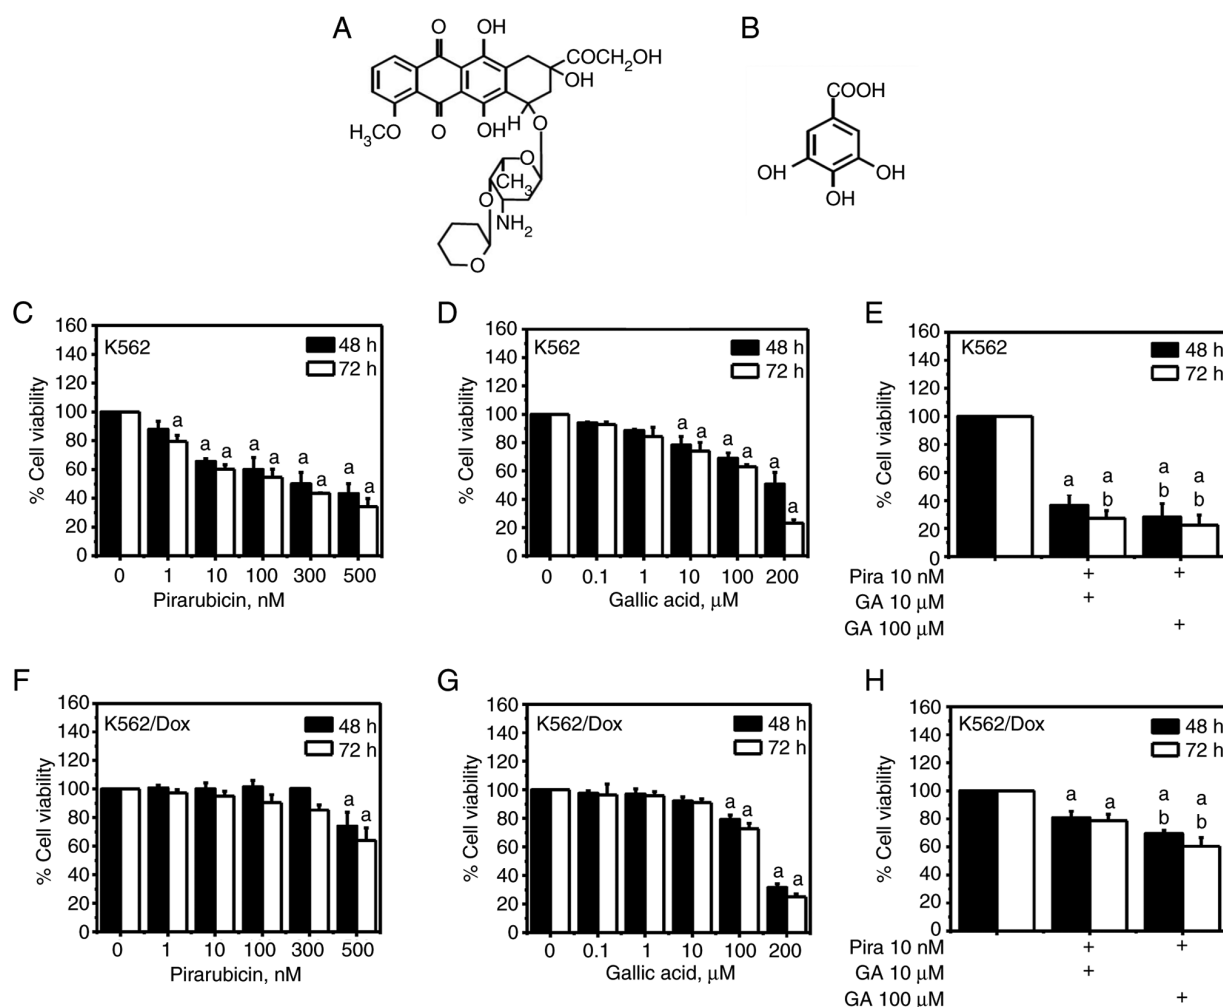 A
O
OH
COCH2OH
OH
H3CO
O
OH
H
O
O
CH3
O
NH2
O
B
COOH
OH
OH
OH
C
160
140
120
100
80
60
40
20
0
% Cell viability
K562
48 h
72 h
a
a a
a a
a a
a a
0 1 10 100 300 500
Pirarubicin, nM
D
160
140
120
100
80
60
40
20
0
% Cell viability
K562
48 h
72 h
a a
a a
a a
0 0.1 1 10 100 200
Gallic acid, μM
E
160
140
120
100
80
60
40
20
0
% Cell viability
K562
48 h
72 h
a a a a
b b b
Pira 10 nM + +
GA 10 μM +
GA 100 μM +
F
160
140
120
100
80
60
40
20
0
% Cell viability
K562/Dox
48 h
72 h
a a
0 1 10 100 300 500
Pirarubicin, nM
G
160
140
120
100
80
60
40
20
0
% Cell viability
K562/Dox
48 h
72 h
a a
a a
0 0.1 1 10 100 200
Gallic acid, μM
H
160
140
120
100
80
60
40
20
0
% Cell viability
K562/Dox
48 h
72 h
a a a a
b b
Pira 10 nM + +
GA 10 μM +
GA 100 μM +